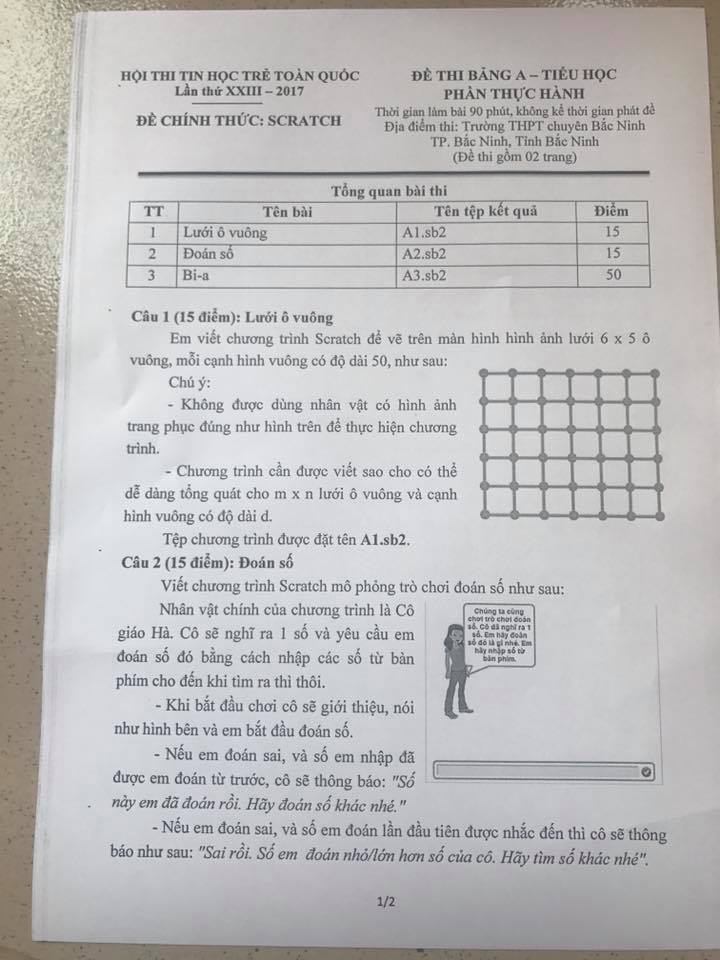 HỘI THI TIN HỌC TRẺ TOÀN QUỐC
Lần thứ XXIII – 2017
ĐỀ CHÍNH THỨC: SCRATCH
ĐỀ THI BẢNG A – TIỂU HỌC
PHẦN THỰC HÀNH
Thời gian làm bài 90 phút, không kể thời gian phát đề
Địa điểm thi: Trường THPT chuyên Bắc Ninh
TP. Bắc Ninh, Tỉnh Bắc Ninh
(Đề thi gồm 02 trang)
Tổng quan bài thi
TT Tên bài Tên tệp kết quả Điểm
1 Lưới ô vuông A1.sb2 15
2 Đoán số A2.sb2 15
3 Bi-a A3.sb2 50
Câu 1 (15 điểm): Lưới ô vuông
Em viết chương trình Scratch để vẽ trên màn hình hình ảnh lưới 6 x 5 ô
vuông, mỗi cạnh hình vuông có độ dài 50, như sau:
Chú ý:
- Không được dùng nhân vật có hình ảnh
trang phục đúng như hình trên để thực hiện chương
trình.
- Chương trình cần được viết sao cho có thể
dễ dàng tổng quát cho m x n lưới ô vuông và cạnh
hình vuông có độ dài d.
Tệp chương trình được đặt tên A1.sb2.
Câu 2 (15 điểm): Đoán số
Viết chương trình Scratch mô phỏng trò chơi đoán số như sau:
Nhân vật chính của chương trình là Cô
giáo Hà. Cô sẽ nghĩ ra 1 số và yêu cầu em
đoán số đó bằng cách nhập các số từ bàn
phím cho đến khi tìm ra thì thôi.
- Khi bắt đầu chơi cô sẽ giới thiệu, nói
như hình bên và em bắt đầu đoán số.
- Nếu em đoán sai, và số em nhập đã
được em đoán từ trước, cô sẽ thông báo: "Số
này em đã đoán rồi. Hãy đoán số khác nhé."
Chúng ta cùng
chơi trò chơi đoán
số. Cô đã nghĩ ra 1
số. Em hãy đoán
số đó là gì nhé. Em
hãy nhập số từ
bàn phím.
- Nếu em đoán sai, và số em đoán lần đầu tiên được nhắc đến thì cô sẽ thông
báo như sau: "Sai rồi. Số em đoán nhỏ/lớn hơn số của cô. Hãy tìm số khác nhé".
1/2